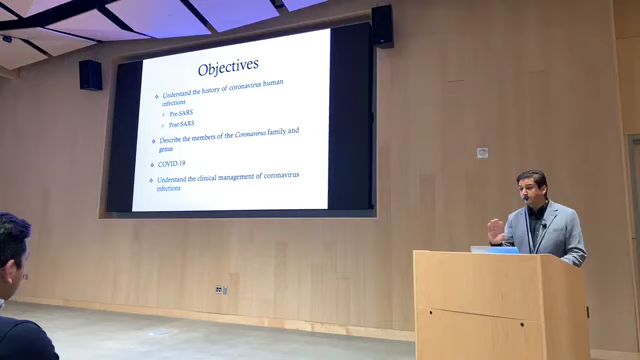 Objectives
Understand the history of coronavirus human
infections
Pre-SARS
Post-SARS
Describe the members of the Coronavirus family and
genus
COVID-19
Understand the clinical management of coronavirus
infections